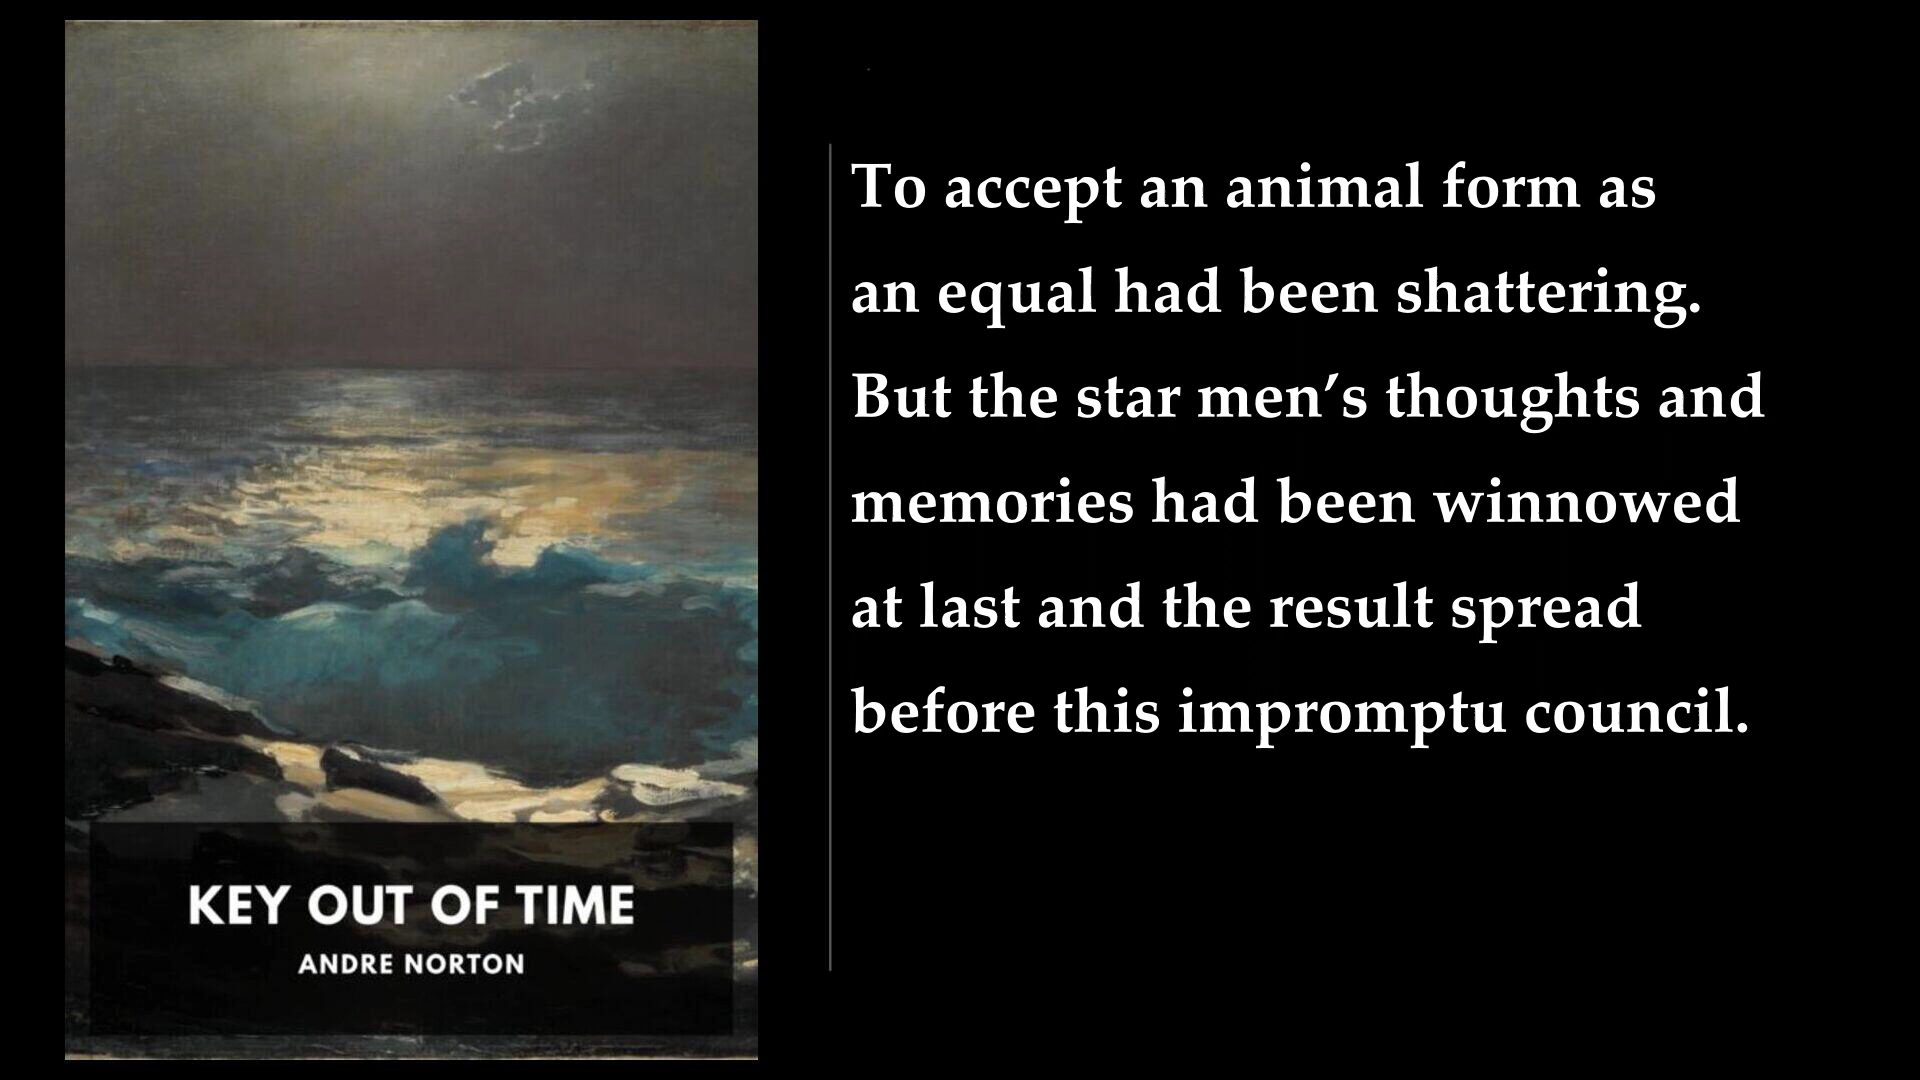 To accept an animal form as
an equal had been shattering.
But the star men’s thoughts and
memories had been winnowed
at last and the result spread
before this impromptu council.
KEY OUT OF TIME
ANDRE NORTON